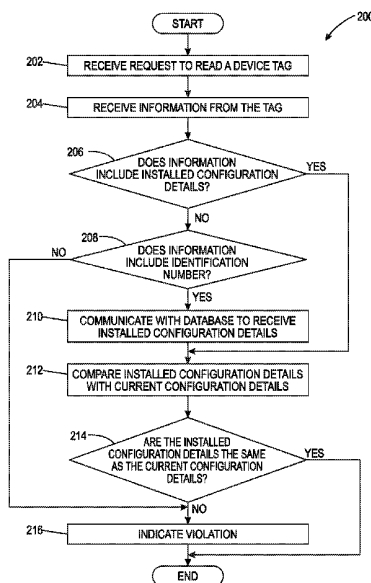 START
200
202
RECEIVE REQUEST TO READ A DEVICE TAG
204
RECEIVE INFORMATION FROM THE TAG
206
DOES INFORMATION
INCLUDE INSTALLED CONFIGURATION
DETAILS?
YES
NO
208
NO
DOES INFORMATION
INCLUDE IDENTIFICATION
NUMBER?
YES
210
COMMUNICATE WITH DATABASE TO RECEIVE
INSTALLED CONFIGURATION DETAILS
212
COMPARE INSTALLED CONFIGURATION DETAILS
WITH CURRENT CONFIGURATION DETAILS
214
ARE THE INSTALLED
CONFIGURATION DETAILS THE SAME
AS THE CURRENT CONFIGURATION
DETAILS?
YES
NO
216
INDICATE VIOLATION
END